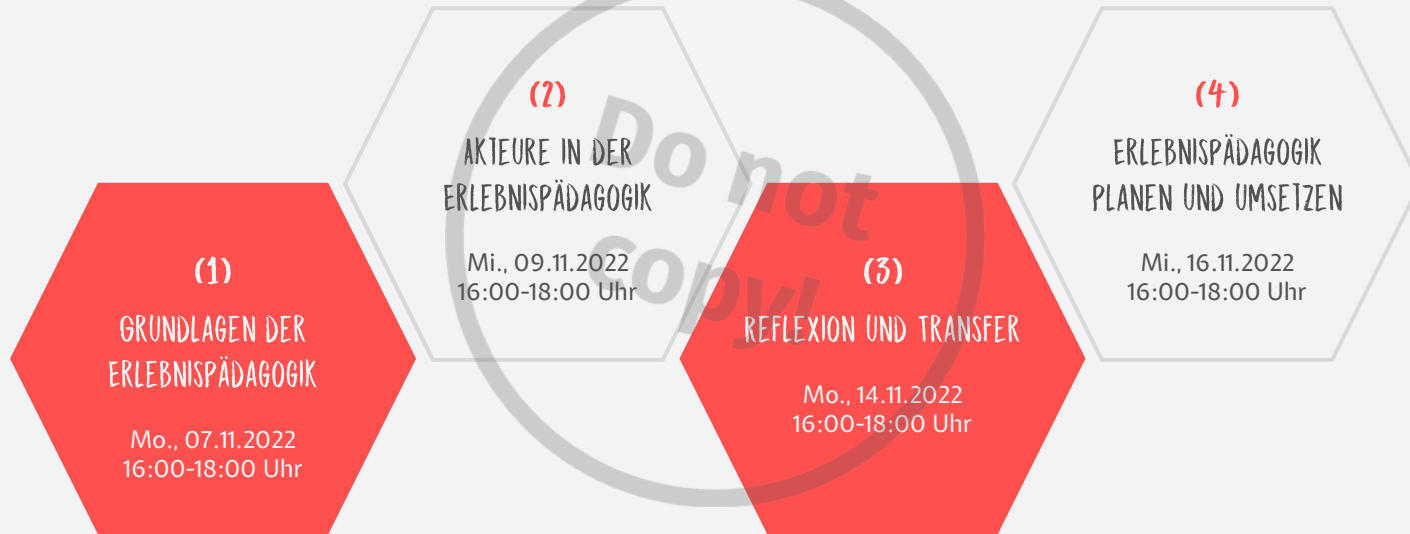 (1)
GRUNDLAGEN DER
ERLEBNISPÄDAGOGIK
Mo., 07.11.2022
16:00-18:00 Uhr
(2)
AKTEURE IN DER
ERLEBNISPÄDAGOGIK
Mi., 09.11.2022
16:00-18:00 Uhr
(3)
REFLEXION UND TRANSFER
Mo., 14.11.2022
16:00-18:00 Uhr
(4)
ERLEBNISPÄDAGOGIK
PLANEN UND UMSETZEN
Mi., 16.11.2022
16:00-18:00 Uhr
Do not
copy!